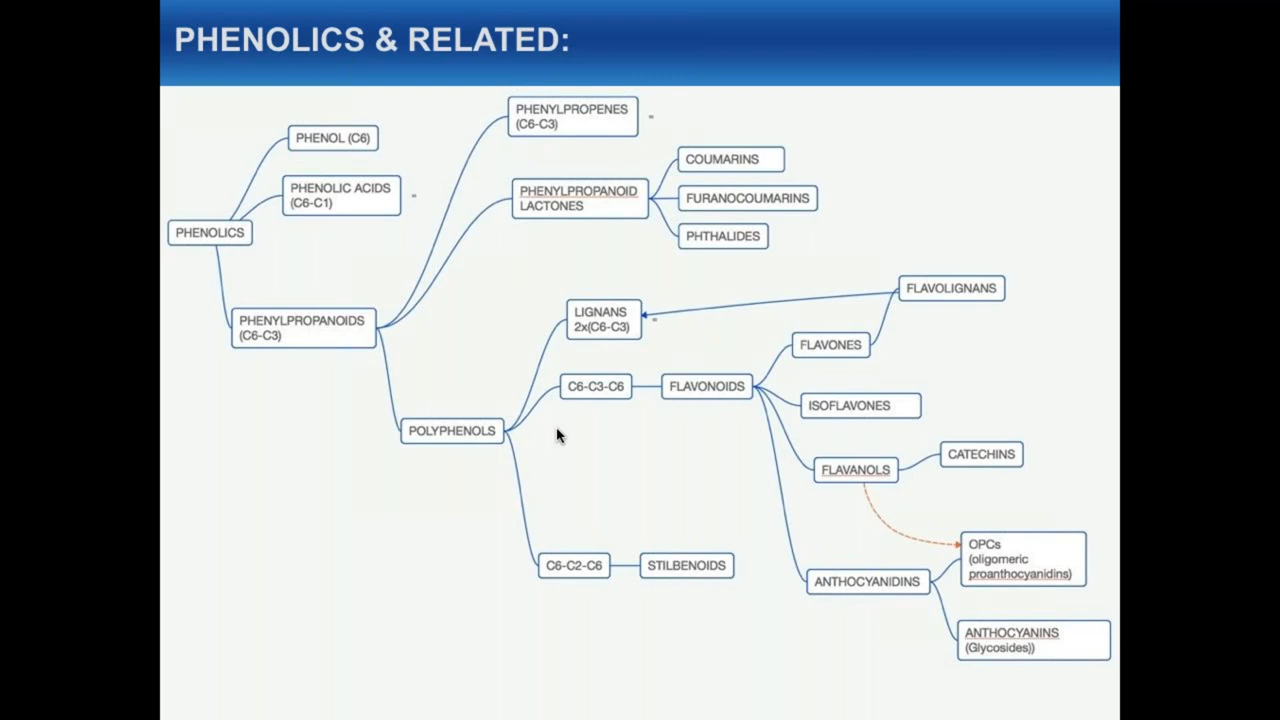 PHENOLICS & RELATED:
PHENYLPROPENES
(C6-C3)
PHENOL (C6)
COUMARINS
PHENOLIC ACIDS
(C6-C1)
PHENYLPROPANOID
LACTONES
FURANOCOUMARINS
PHENOLICS
PHTHALIDES
FLAVOLIGNANS
PHENYLPROPANOIDS
(C6-C3)
LIGNANS
2x(C6-C3)
FLAVONES
C6-C3-C6
FLAVONOIDS
ISOFLAVONES
POLYPHENOLS
CATECHINS
FLAVANOLS
OPCs
(oligomeric
proanthocyanidins)
C6-C2-C6
STILBENOIDS
ANTHOCYANIDINS
ANTHOCYANINS
(Glycosides))